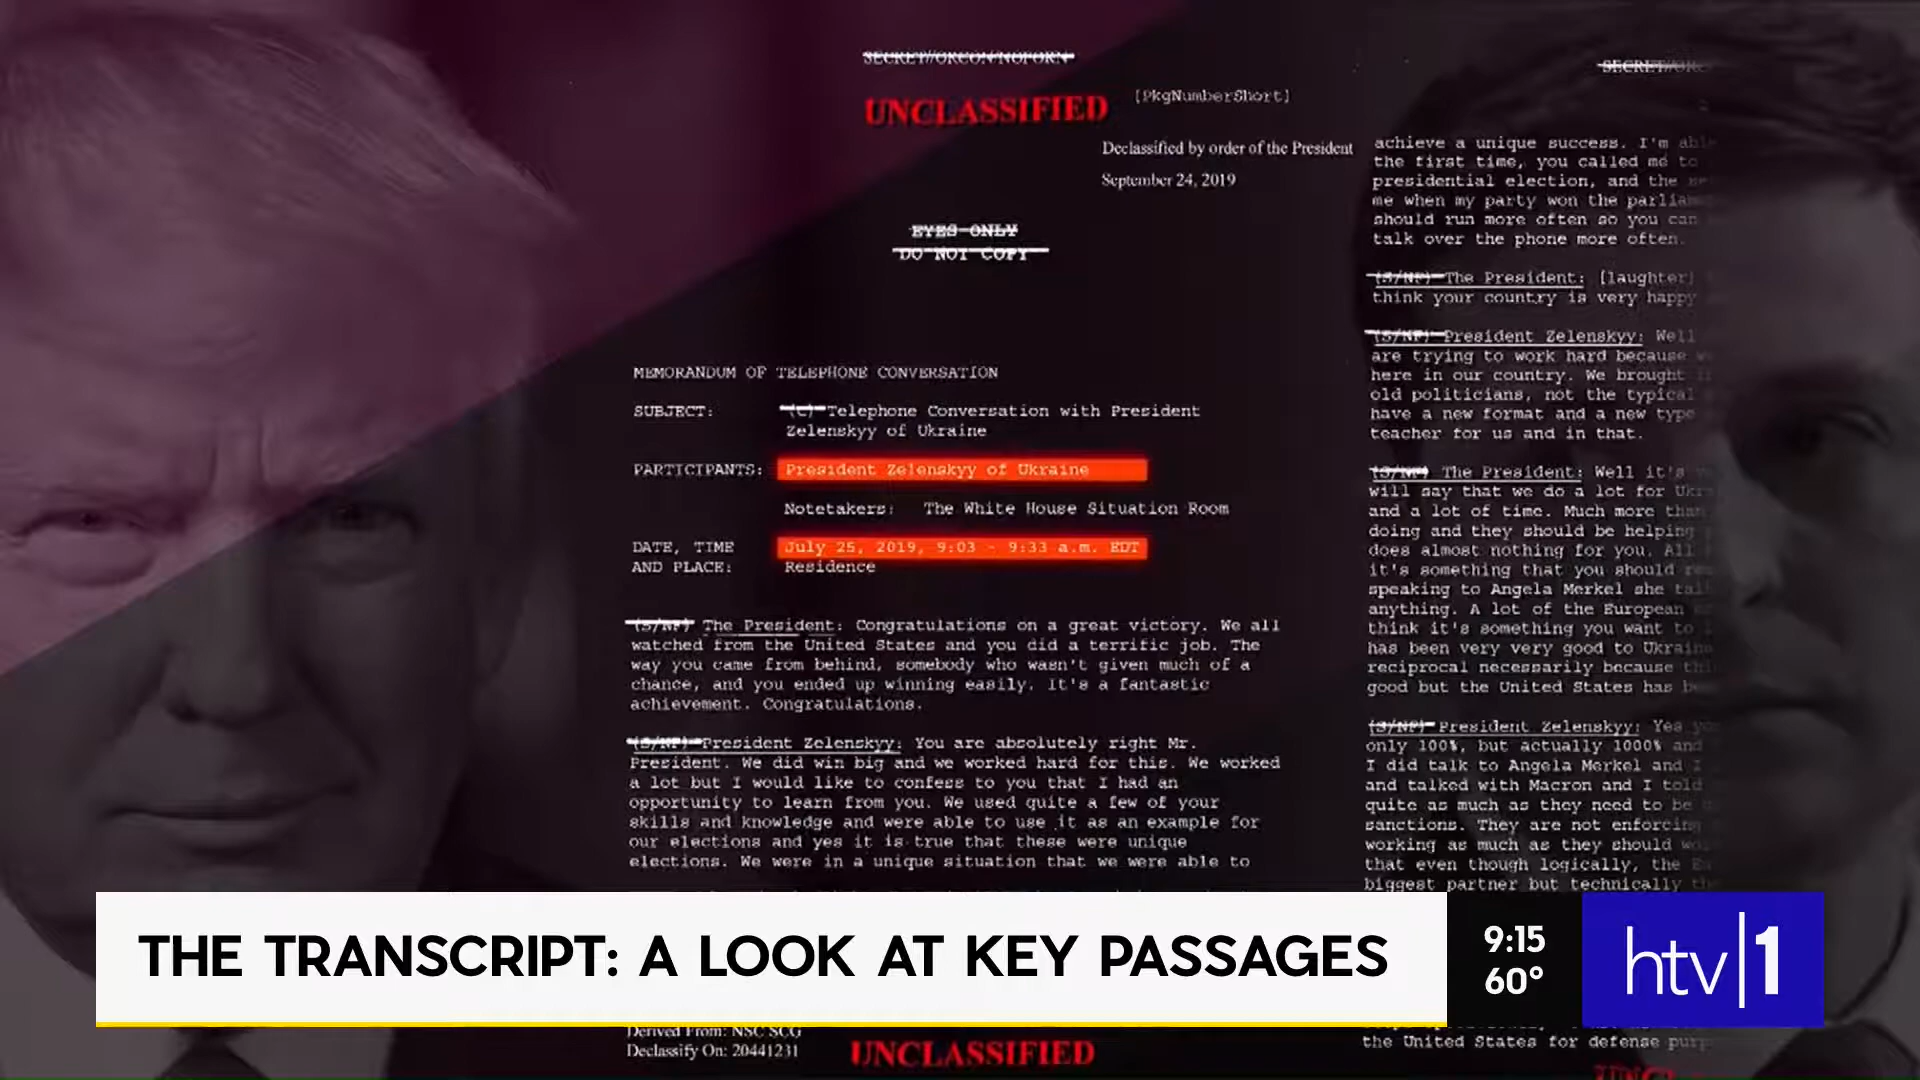 SECRET//ORCON/NOFORN
UNCLASSIFIED
[PkgNumberShort]
Declassified by order of the President
September 24, 2019
EYES ONLY
DO NOT COPY
MEMORANDUM OF TELEPHONE CONVERSATION
SUBJECT: (C) Telephone Conversation with President
Zelenskyy of Ukraine
PARTICIPANTS: President Zelenskyy of Ukraine
Notetakers: The White House Situation Room
DATE, TIME July 25, 2019, 9:03 - 9:33 a.m. EDT
AND PLACE: Residence
(S/NF) The President: Congratulations on a great victory. We all
watched from the United States and you did a terrific job. The
way you came from behind, somebody who wasn't given much of a
chance, and you ended up winning easily. It's a fantastic
achievement. Congratulations.
(S/NF) President Zelenskyy: You are absolutely right Mr.
President. We did win big and we worked hard for this. We worked
a lot but I would like to confess to you that I had an
opportunity to learn from you. We used quite a few of your
skills and knowledge and were able to use it as an example for
our elections and yes it is true that these were unique
elections. We were in a unique situation that we were able to
Derived From: NSC SCG
Declassify On: 20441231
UNCLASSIFIED
achieve a unique success. I'm able
the first time, you called me to
presidential election, and the
me when my party won the
should run more often so you can
talk over the phone more often.
(S/NF) The President: [laughter]
think your country is very happy
(S/NF) President Zelenskyy: Well
are trying to work hard because
here in our country. We brought
old politicians, not the typical
have a new format and a new type
teacher for us and in that.
(S/NF) The President: Well it's
will say that we do a lot for
and a lot of time. Much more than
doing and they should be helping
does almost nothing for you. All
it's something that you should
speaking to Angela Merkel she
anything. A lot of the European
think it's something you want to
has been very very good to Ukraine
reciprocal necessarily because
good but the United States has
(S/NF) President Zelenskyy: Yes
only 100%, but actually 1000% and
I did talk to Angela Merkel and I
and talked with Macron and I told
quite as much as they need to be
sanctions. They are not enforcing
working as much as they should
that even though logically, the
biggest partner but technically
the United States for defense
THE TRANSCRIPT: A LOOK AT KEY PASSAGES
9:15
60°
htv|1